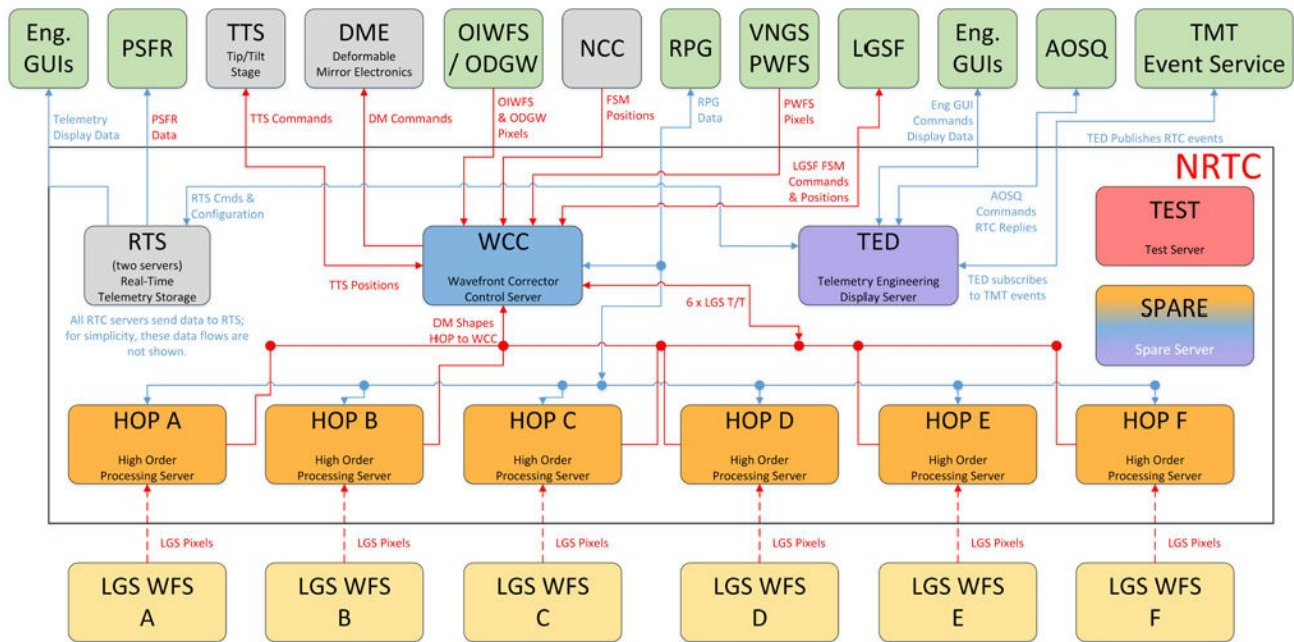 Eng.
GUIs
PSFR
TTS
Tip/Tilt
Stage
DME
Deformable
Mirror Electronics
OIWFS
/ ODGW
NCC
RPG
VNGS
PWFS
LGSF
Eng.
GUIs
AOSQ
TMT
Event Service
Telemetry
Display Data
PSFR
Data
TTS Commands
DM Commands
OIWFS
& ODGW
Pixels
FSM
Positions
RPG
Data
PWFS
Pixels
Eng GUI
Commands
Display Data
TED Publishes RTC events
NRTC
LGSF FSM
Commands
& Positions
RTS Cmds &
Configuration
AOSQ
Commands
RTC Replies
RTS
(two servers)
Real-Time
Telemetry Storage
WCC
Wavefront Corrector
Control Server
TED
Telemetry Engineering
Display Server
TEST
Test Server
TTS Positions
TED subscribes
to TMT events
6 x LGS T/T
SPARE
Spare Server
All RTC servers send data to RTS;
for simplicity, these data flows are
not shown.
DM Shapes
HOP to WCC
HOP A
High Order
Processing Server
HOP B
High Order
Processing Server
HOP C
High Order
Processing Server
HOP D
High Order
Processing Server
HOP E
High Order
Processing Server
HOP F
High Order
Processing Server
LGS Pixels
LGS Pixels
LGS Pixels
LGS Pixels
LGS Pixels
LGS Pixels
LGS WFS
A
LGS WFS
B
LGS WFS
C
LGS WFS
D
LGS WFS
E
LGS WFS
F